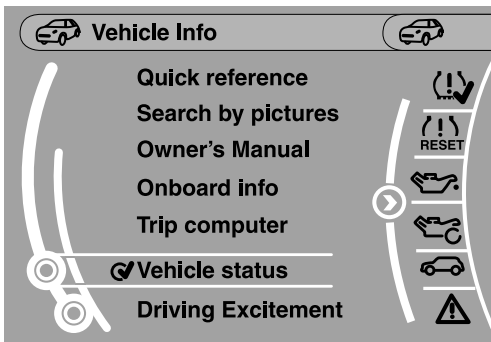 Vehicle Info
Quick reference
Search by pictures
Owner's Manual
Onboard info
Trip computer
Vehicle status
Driving Excitement
RESET